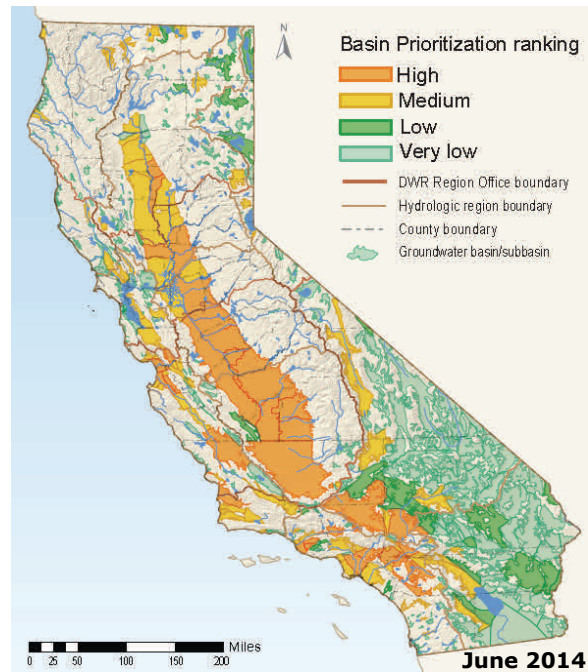 N
Basin Prioritization ranking
High
Medium
Low
Very low
DWR Region Office boundary
Hydrologic region boundary
County boundary
Groundwater basin/subbasin
Miles
0 25 50 100 150 200
June 2014